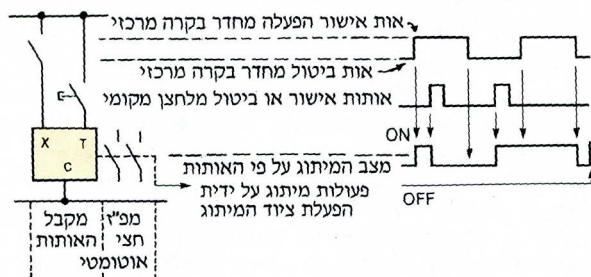 אות אישור הפעלה מחדר בקרה מרכזי
אות ביטול מחדר בקרה מרכזי
אותות אישור או ביטול מלחצן מקומי
ON
X T
C
מצב המיתוג על פי האותות
פעולות מיתוג על ידית
הפעלת ציוד המיתוג
OFF
מקבל
האותות
מפ"ז
חצי
אוטומטי